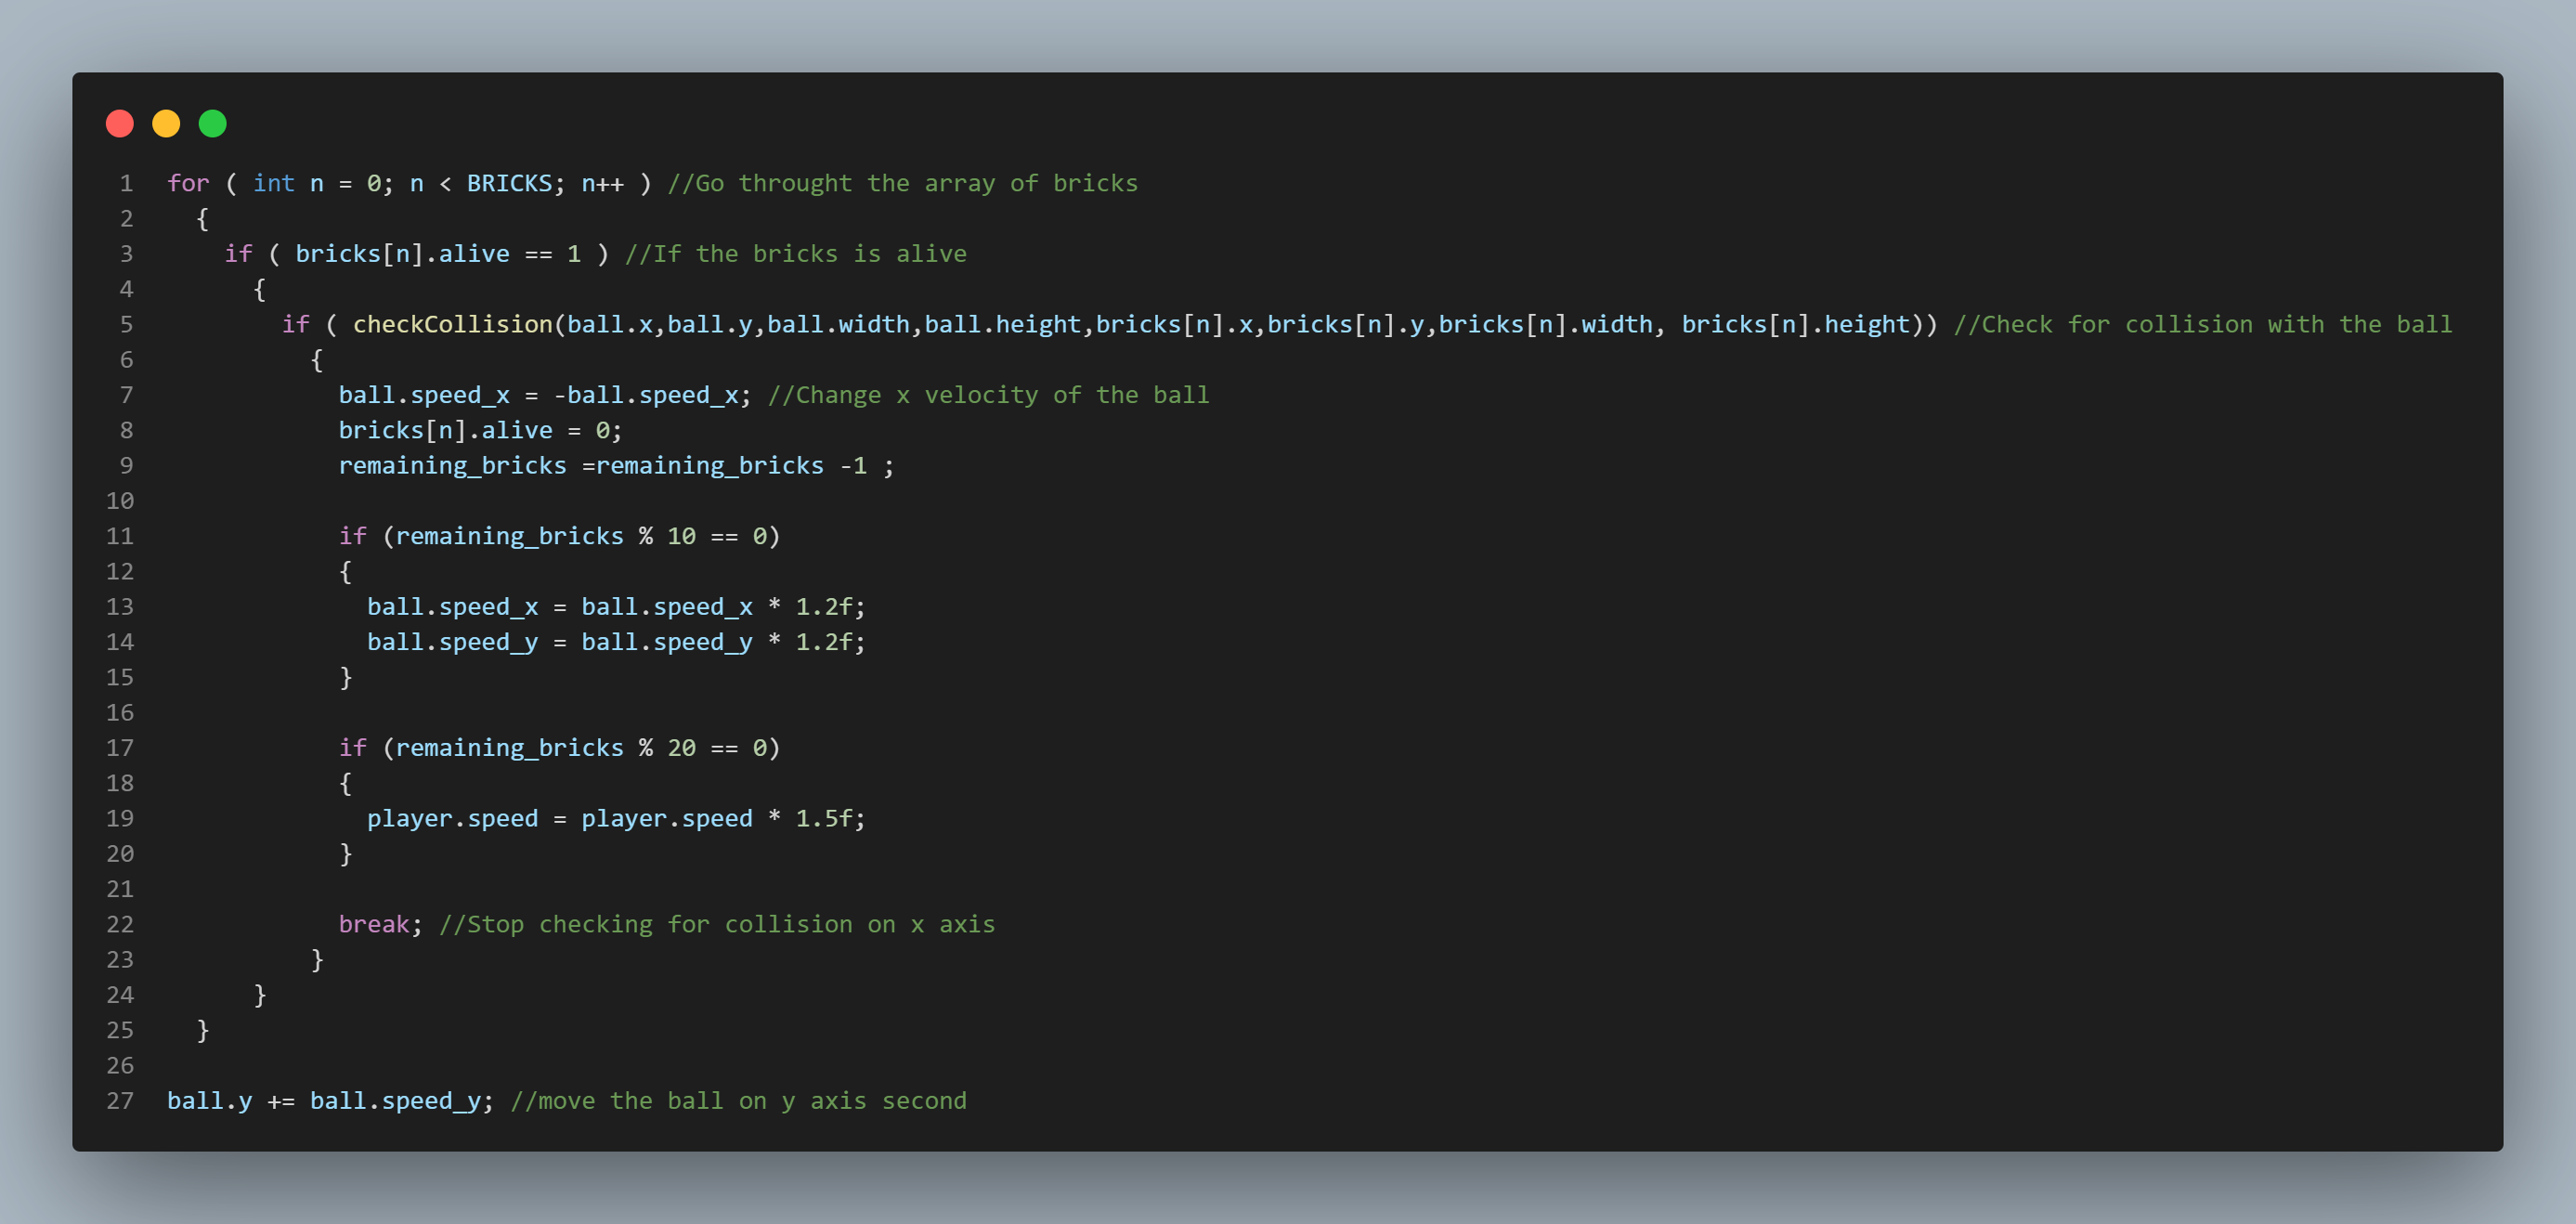 1 for ( int n = 0; n < BRICKS; n++ ) //Go throught the array of bricks
2 {
3 if ( bricks[n].alive == 1 ) //If the bricks is alive
4 {
5 if ( checkCollision(ball.x,ball.y,ball.width,ball.height,bricks[n].x,bricks[n].y,bricks[n].width, bricks[n].height)) //Check for collision with the ball
6 {
7 ball.speed_x = -ball.speed_x; //Change x velocity of the ball
8 bricks[n].alive = 0;
9 remaining_bricks =remaining_bricks -1 ;
10
11 if (remaining_bricks % 10 == 0)
12 {
13 ball.speed_x = ball.speed_x * 1.2f;
14 ball.speed_y = ball.speed_y * 1.2f;
15 }
16
17 if (remaining_bricks % 20 == 0)
18 {
19 player.speed = player.speed * 1.5f;
20 }
21
22 break; //Stop checking for collision on x axis
23 }
24 }
25 }
26
27 ball.y += ball.speed_y; //move the ball on y axis second